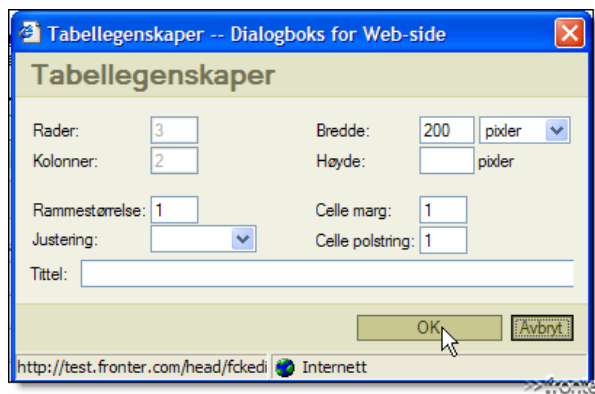 Tabellegenskaper -- Dialogboks for Web-side
Tabellegenskaper
Rader: 3 Bredde: 200 pixler
Kolonner: 2 Høyde: pixler
Rammestørrelse: 1 Celle marg: 1
Justering: Celle polstring: 1
Tittel:
OK Avbryt
http://test.fronter.com/head/fckedi Internett
>>fronte